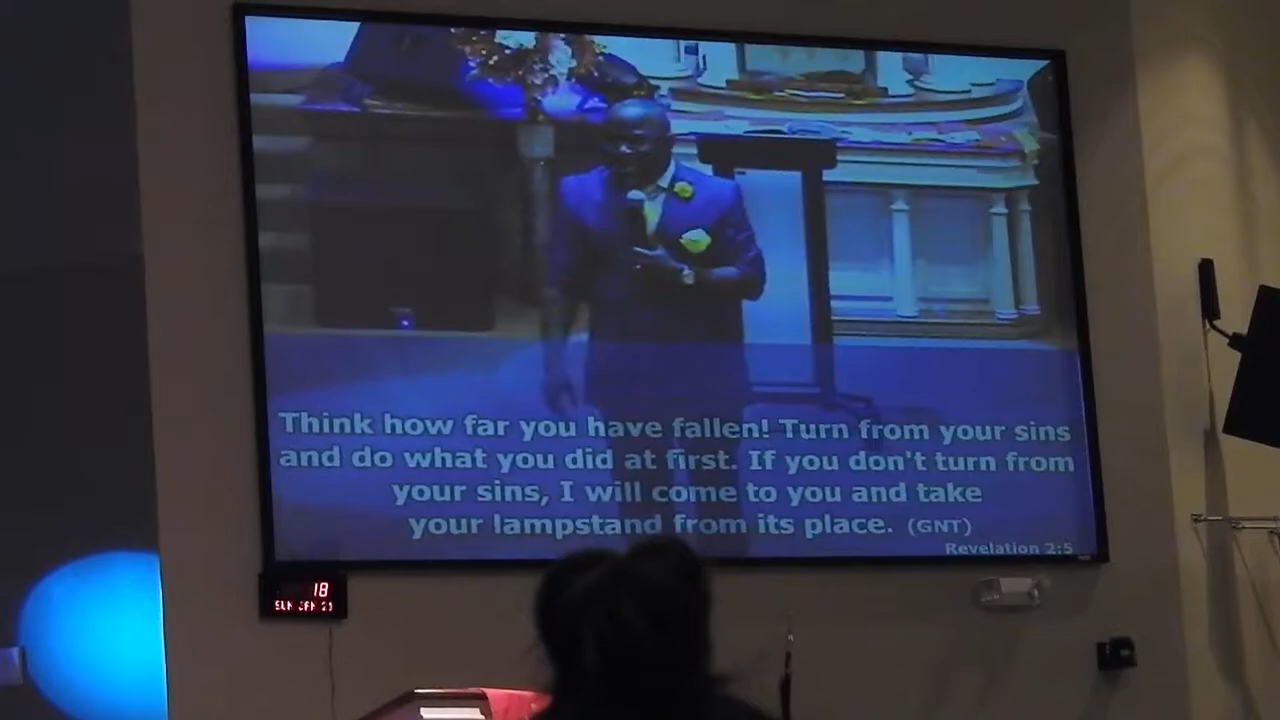 Think how far you have fallen! Turn from your sins
and do what you did at first. If you don't turn from
your sins, I will come to you and take
your lampstand from its place. (GNT)
Revelation 2:5
18